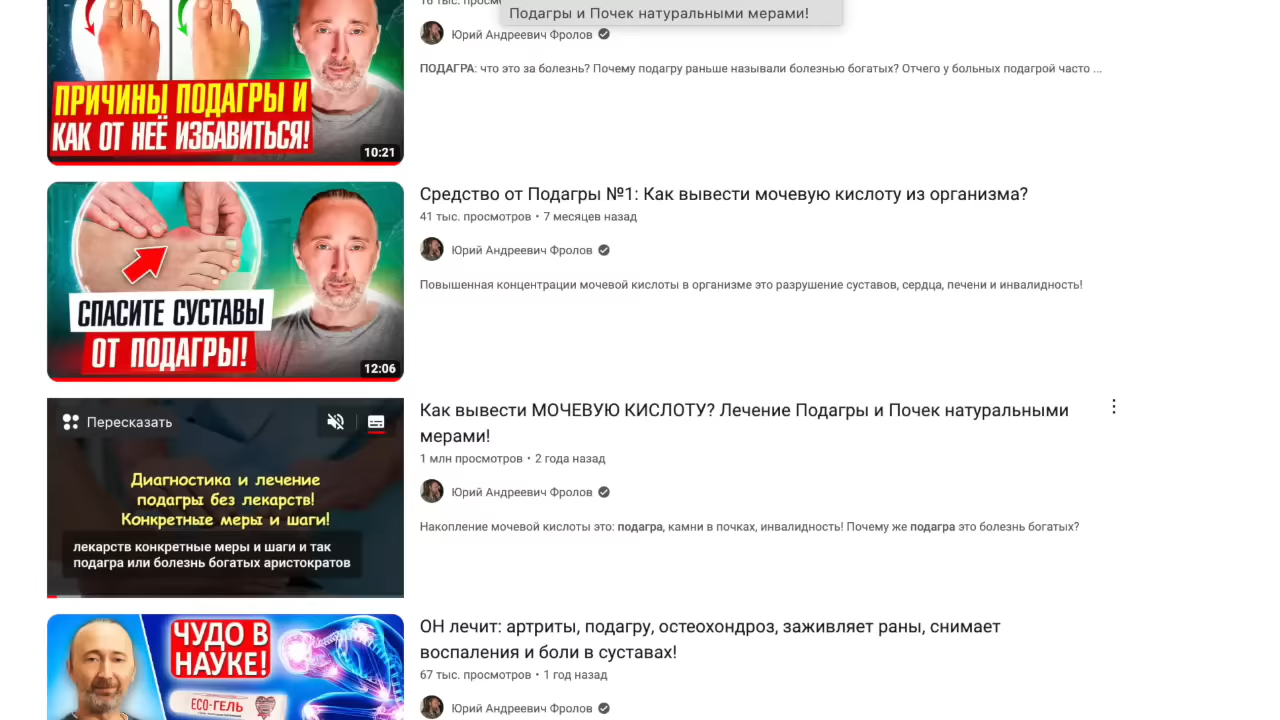 Подагры и Почек натуральными мерами!
Юрий Андреевич Фролов
ПОДАГРА: что это за болезнь? Почему подагру раньше называли болезнью богатых? Отчего у больных подагрой часто ...
ПРИЧИНЫ ПОДАГРЫ И
КАК ОТ НЕЁ ИЗБАВИТЬСЯ!
10:21
Средство от Подагры №1: Как вывести мочевую кислоту из организма?
41 тыс. просмотров • 7 месяцев назад
Юрий Андреевич Фролов
Повышенная концентрации мочевой кислоты в организме это разрушение суставов, сердца, печени и инвалидность!
СПАСИТЕ СУСТАВЫ
ОТ ПОДАГРЫ!
12:06
Как вывести МОЧЕВУЮ КИСЛОТУ? Лечение Подагры и Почек натуральными
мерами!
1 млн просмотров • 2 года назад
Юрий Андреевич Фролов
Накопление мочевой кислоты это: подагра, камни в почках, инвалидность! Почему же подагра это болезнь богатых?
Пересказать
Диагностика и лечение
подагры без лекарств!
Конкретные меры и шаги!
лекарств конкретные меры и шаги и так
подагра или болезнь богатых аристократов
ОН лечит: артриты, подагру, остеохондроз, заживляет раны, снимает
воспаления и боли в суставах!
67 тыс. просмотров • 1 год назад
Юрий Андреевич Фролов
ЧУДО В
НАУКЕ!
ECO-ГЕЛЬ